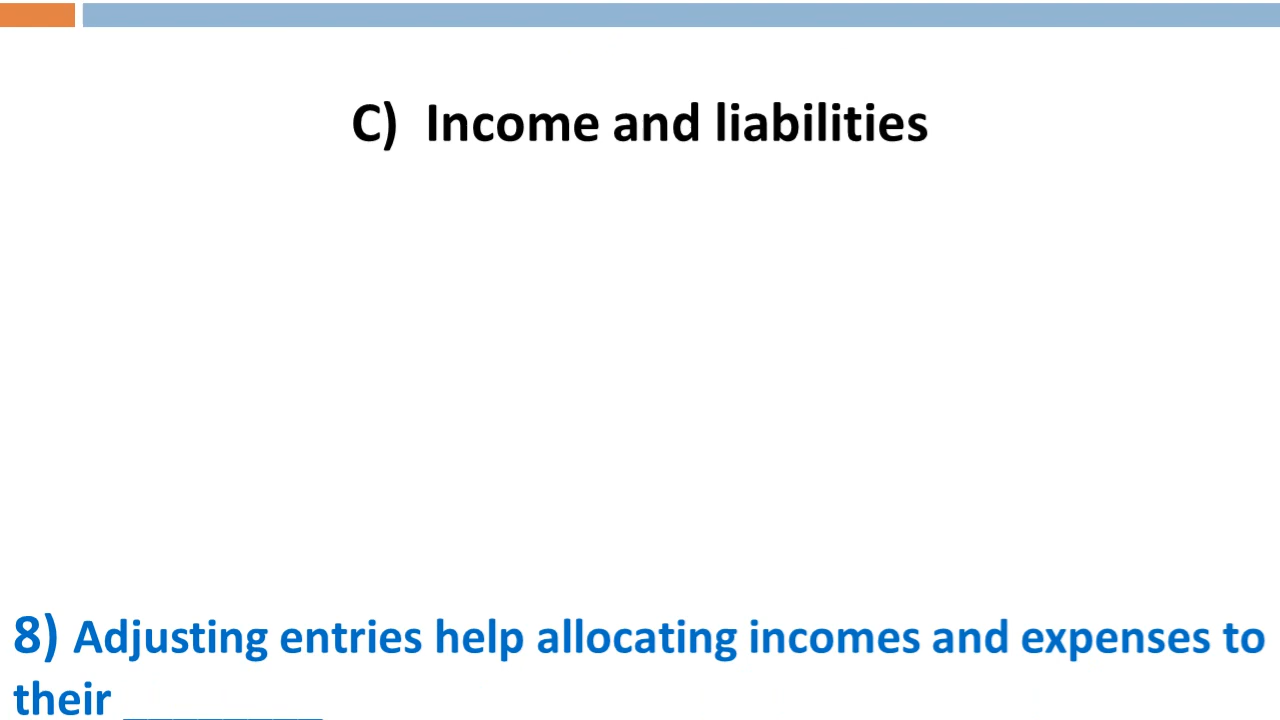 C) Income and liabilities
8) Adjusting entries help allocating incomes and expenses to
their ________